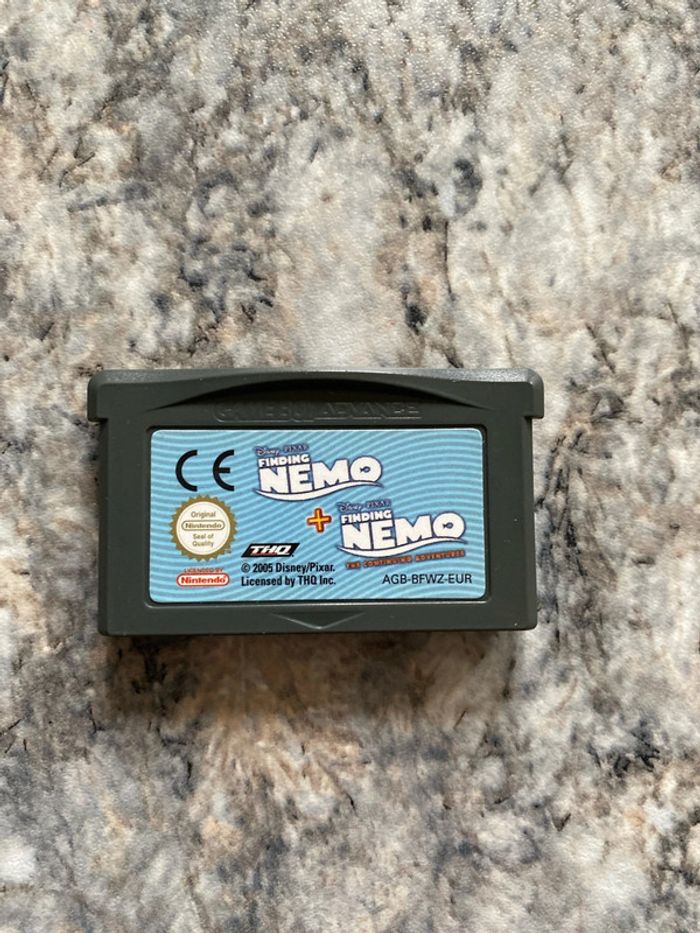 GAME BOY ADVANCE
CE
Disney PIXAR
FINDING
NEMO
+
Disney PIXAR
FINDING
NEMO
THE CONTINUING ADVENTURES
Original
Nintendo
Seal of
Quality
THQ
LICENSED BY
Nintendo
© 2005 Disney/Pixar.
Licensed by THQ Inc.
AGB-BFWZ-EUR